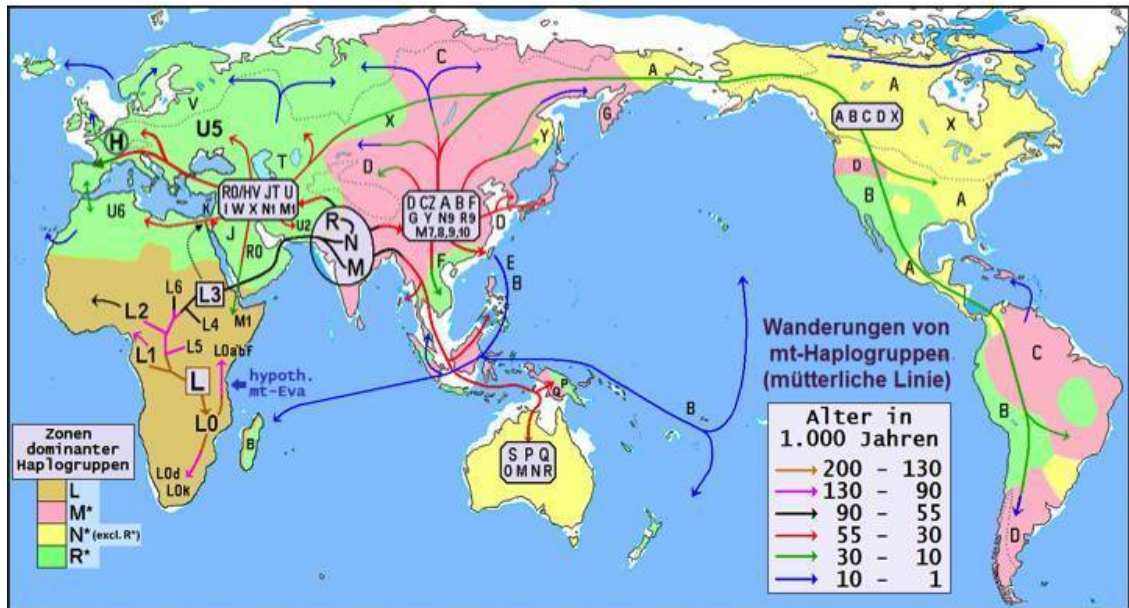 C
A
A
V
G
A B C D X
X
U5
X
H
Y
T
D
D
R0/HV JT U
I W X N1 M1
D CZ A B F
G Y N9 R9
M7,8,9,10
B
A
K
U6
U2
R
D
J
N
R0
F
M
E
B
A
L3
L6
L2
L4
M1
L5
L1
L0abf
C
L
hypoth.
mt-Eva
P
Q
B
B
L0
B
S P Q
O M N R
L0d
L0k
D
Wanderungen von
mt-Haplogruppen
(mütterliche Linie)
Alter in
1.000 Jahren
200 - 130
130 - 90
90 - 55
55 - 30
30 - 10
10 - 1
Zonen
dominanter
Haplogruppen
L
M*
N* (excl. R*)
R*